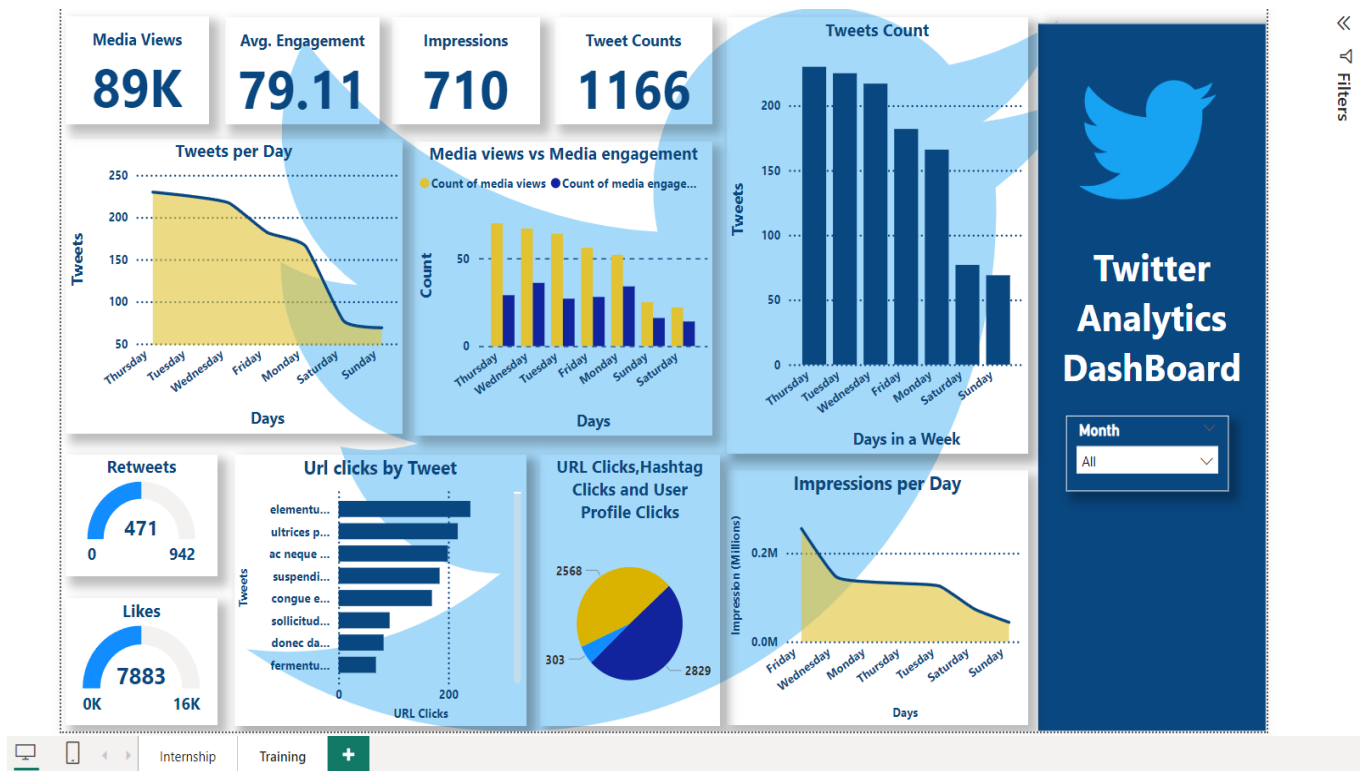 Media Views
89K
Avg. Engagement
79.11
Impressions
710
Tweet Counts
1166
Tweets per Day
Tweets
250
200
150
100
50
Thursday
Tuesday
Wednesday
Friday
Monday
Saturday
Sunday
Days
Media views vs Media engagement
Count of media views Count of media engage...
Count
50
0
Thursday
Wednesday
Tuesday
Friday
Monday
Sunday
Saturday
Days
Tweets Count
Tweets
200
150
100
50
0
Thursday
Tuesday
Wednesday
Friday
Monday
Saturday
Sunday
Days in a Week
Twitter
Analytics
DashBoard
Month
All
Filters
Retweets
471
0
942
Likes
7883
0K
16K
Url clicks by Tweet
Tweets
elementu...
ultrices p...
ac neque ...
suspendi...
congue e...
sollicitud...
donec da...
fermentu...
0
200
URL Clicks
URL Clicks,Hashtag
Clicks and User
Profile Clicks
2568
303
2829
Impressions per Day
Impression (Millions)
0.2M
0.0M
Friday
Wednesday
Monday
Thursday
Tuesday
Saturday
Sunday
Days
Internship
Training
+